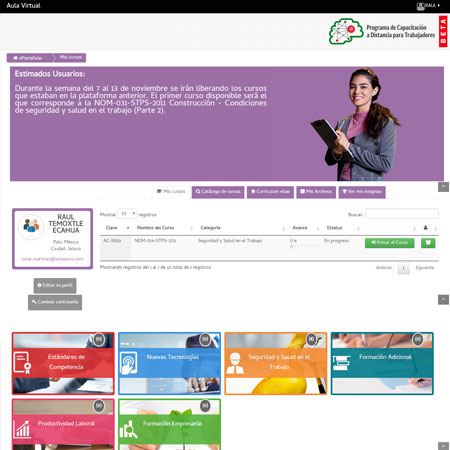 Aula Virtual
RAUL
Programa de Capacitación
a Distancia para Trabajadores
BETA
ePortafolio
Mis cursos
Estimados Usuarios:
Durante la semana del 7 al 13 de noviembre se irán liberando los cursos
que estaban en la plataforma anterior. El primer curso disponible será el
que corresponde a la NOM-031-STPS-2011 Construcción - Condiciones
de seguridad y salud en el trabajo (Parte 2).
Mis cursos
Catálogo de cursos
Curriculum vitae
Mis Archivos
Ver mis insignias
RAUL
TEMOXTLE
ECAHUA
País: México
Ciudad: Jalisco
Editar mi perfil
Cambiar contraseña
Mostrar 10 registros
Buscar:
Clave Nombre del Curso Categoría Avance Estatus
NOM-019-STPS-2011 Seguridad y Salud en el Trabajo 0 % En progreso Entrar al Curso
Mostrando registros del 1 al 1 de un total de 1 registros
Anterior 1 Siguiente
Estándares de
Competencia
Nuevas Tecnologías
Seguridad y Salud en el
Trabajo
Formación Adicional
Productividad Laboral
Formación Empresarial